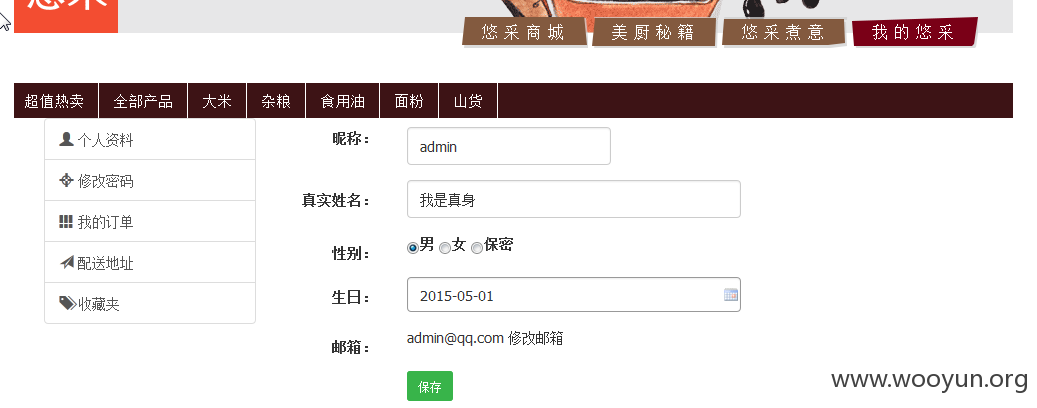 悠采商城 美厨秘籍 悠采煮意 我的悠采
超值热卖 全部产品 大米 杂粮 食用油 面粉 山货
个人资料
修改密码
我的订单
配送地址
收藏夹
昵称: admin
真实姓名: 我是真身
性别: 男 女 保密
生日: 2015-05-01
邮箱: admin@qq.com 修改邮箱
保存
www.wooyun.org